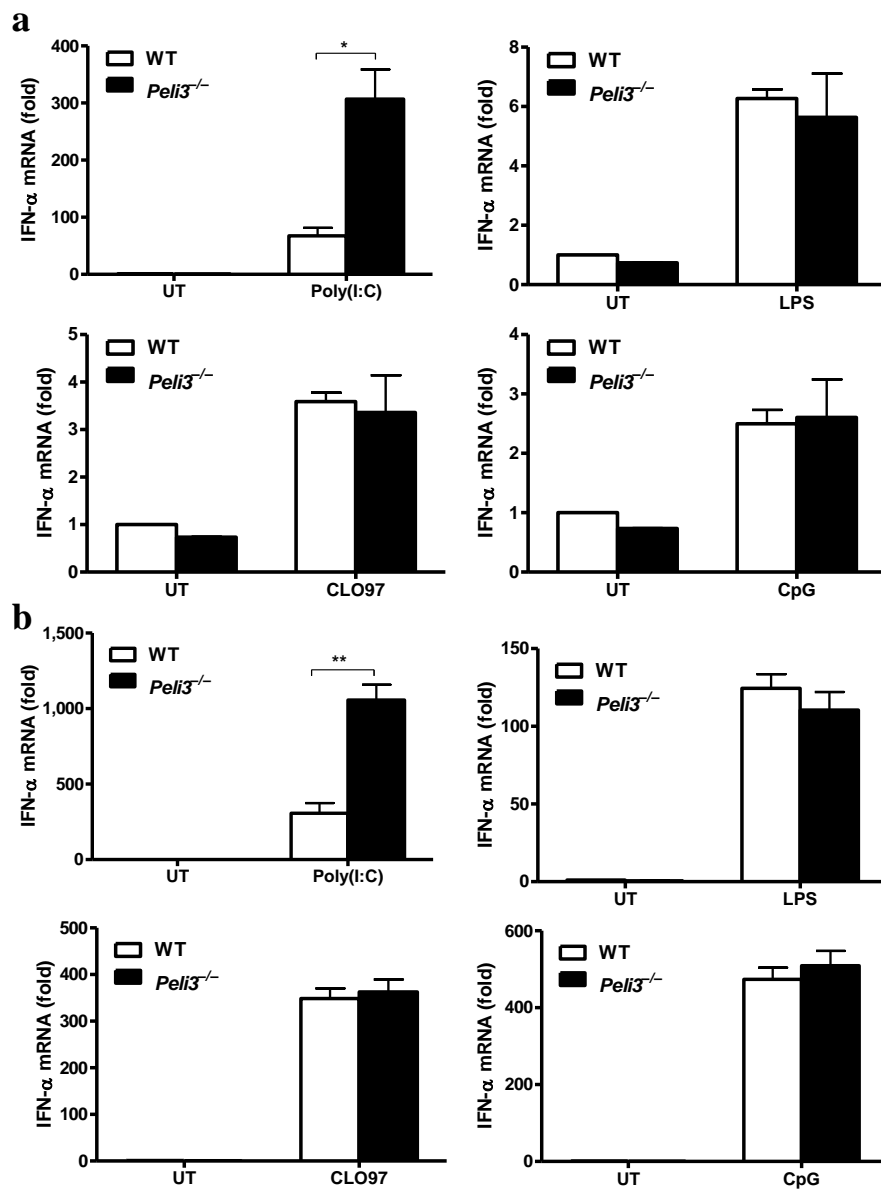 a
IFN-α mRNA (fold)
400
300
200
100
0
WT
Peli3–/–
*
UT
Poly(I:C)
IFN-α mRNA (fold)
8
6
4
2
0
WT
Peli3–/–
UT
LPS
IFN-α mRNA (fold)
5
4
3
2
1
0
WT
Peli3–/–
UT
CLO97
IFN-α mRNA (fold)
4
3
2
1
0
WT
Peli3–/–
UT
CpG
b
IFN-α mRNA (fold)
1,500
1,000
500
0
WT
Peli3–/–
**
UT
Poly(I:C)
IFN-α mRNA (fold)
150
100
50
0
WT
Peli3–/–
UT
LPS
IFN-α mRNA (fold)
500
400
300
200
100
0
WT
Peli3–/–
UT
CLO97
IFN-α mRNA (fold)
600
400
200
0
WT
Peli3–/–
UT
CpG